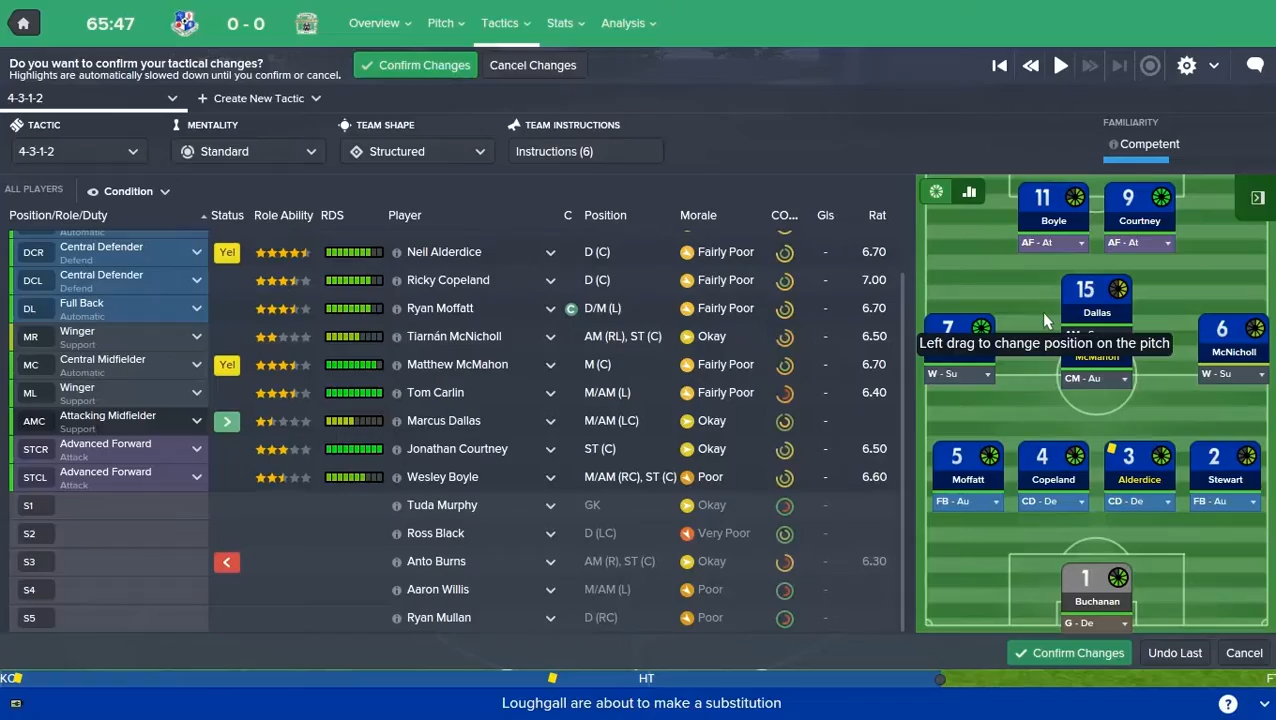 65:47
0 - 0
Overview
Pitch
Tactics
Stats
Analysis
Do you want to confirm your tactical changes?
Highlights are automatically slowed down until you confirm or cancel.
Confirm Changes
Cancel Changes
4-3-1-2
Create New Tactic
TACTIC
MENTALITY
TEAM SHAPE
TEAM INSTRUCTIONS
FAMILIARITY
4-3-1-2
Standard
Structured
Instructions (6)
Competent
ALL PLAYERS
Condition
Position/Role/Duty Status Role Ability RDS Player C Position Morale CO... Gls Rat
Automatic
DCR Central Defender Defend Yel Neil Alderdice D (C) Fairly Poor - 6.70
DCL Central Defender Defend Ricky Copeland D (C) Fairly Poor - 7.00
DL Full Back Automatic Ryan Moffatt C D/M (L) Fairly Poor - 6.70
MR Winger Support Tiarnán McNicholl AM (RL), ST (C) Okay - 6.50
MC Central Midfielder Automatic Yel Matthew McMahon M (C) Fairly Poor - 6.70
ML Winger Support Tom Carlin M/AM (L) Fairly Poor - 6.40
AMC Attacking Midfielder Support Marcus Dallas M/AM (LC) Okay -
STCR Advanced Forward Attack Jonathan Courtney ST (C) Okay - 6.50
STCL Advanced Forward Attack Wesley Boyle M/AM (RC), ST (C) Poor - 6.60
S1 Tuda Murphy GK Okay -
S2 Ross Black D (LC) Very Poor -
S3 Anto Burns AM (R), ST (C) Okay - 6.30
S4 Aaron Willis M/AM (L) Poor -
S5 Ryan Mullan D (RC) Poor -
11 9
Boyle Courtney
AF - At AF - At
15
Dallas
7 6
McNicholl
Left drag to change position on the pitch
McMahon
W - Su CM - Au W - Su
5 4 3 2
Moffatt Copeland Alderdice Stewart
FB - Au CD - De CD - De FB - Au
1
Buchanan
G - De
Confirm Changes
Undo Last
Cancel
HT
Loughgall are about to make a substitution
?